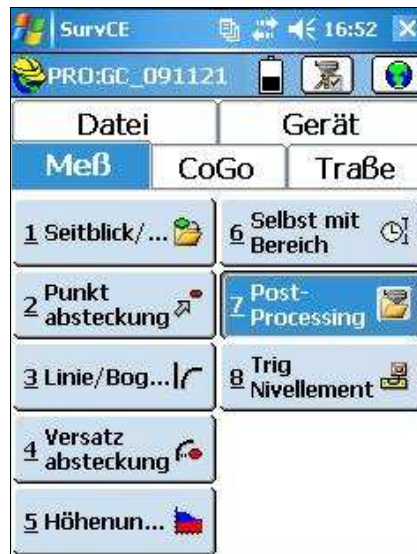 SurvCE 16:52
PRO:GC_091121
Datei Gerät
Meß CoGo Traße
1 Seitblick/ ...
6 Selbst mit Bereich
2 Punkt absteckung
7 Post-Processing
3 Linie/Bog...
8 Trig Nivellement
4 Versatz absteckung
5 Höhenun...